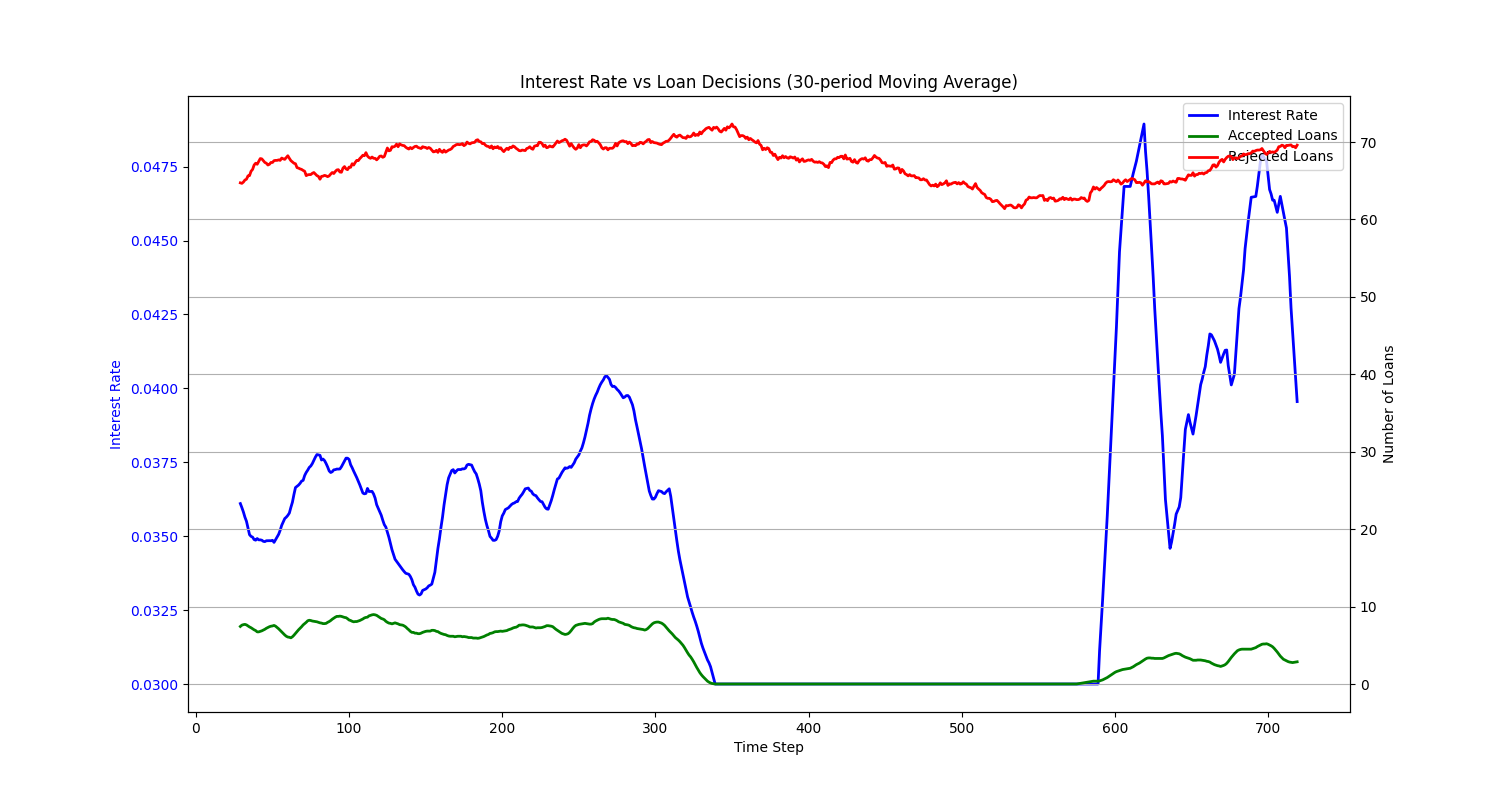 Interest Rate vs Loan Decisions (30-period Moving Average)
Interest Rate
Accepted Loans
Rejected Loans
0.0475
0.0450
0.0425
0.0400
0.0375
0.0350
0.0325
0.0300
Interest Rate
70
60
50
40
30
20
10
0
Number of Loans
0 100 200 300 400 500 600 700
Time Step